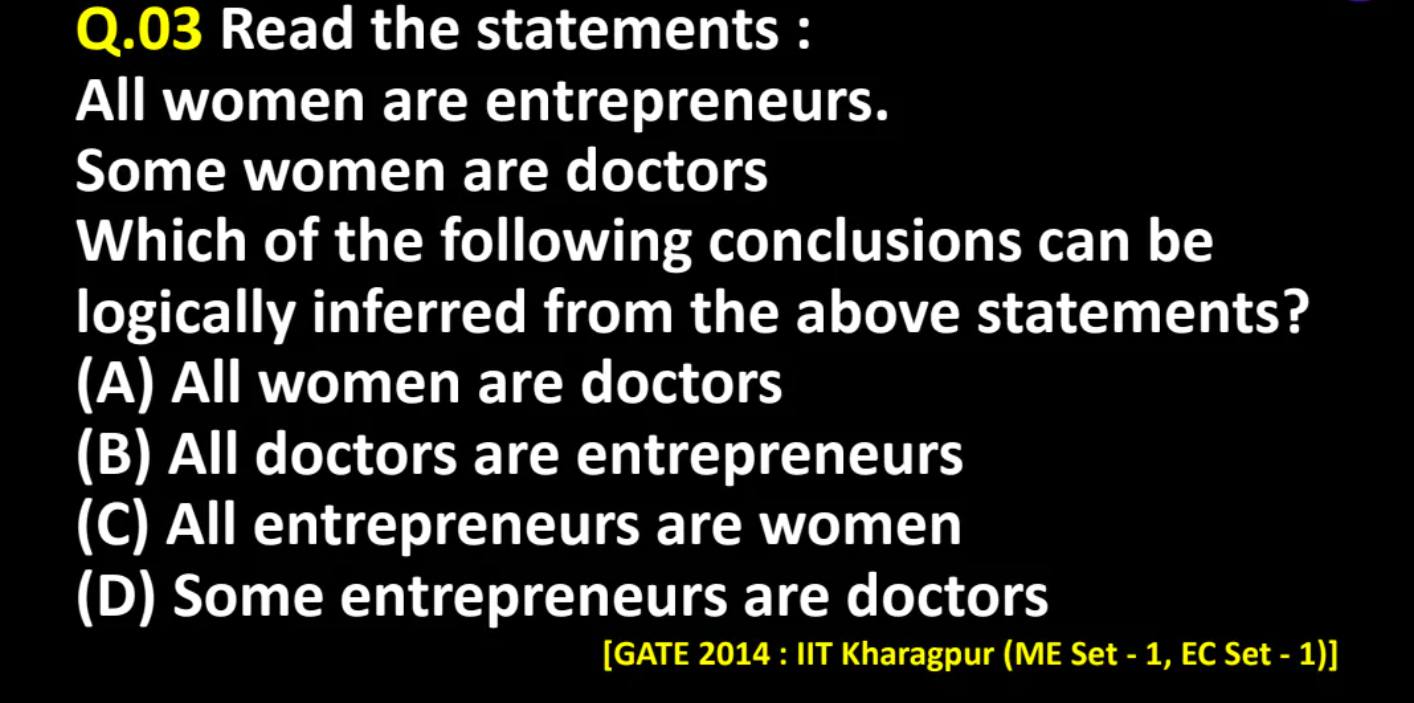 Q.03 Read the statements :
All women are entrepreneurs.
Some women are doctors
Which of the following conclusions can be
logically inferred from the above statements?
(A) All women are doctors
(B) All doctors are entrepreneurs
(C) All entrepreneurs are women
(D) Some entrepreneurs are doctors
[GATE 2014 : IIT Kharagpur (ME Set - 1, EC Set - 1)]